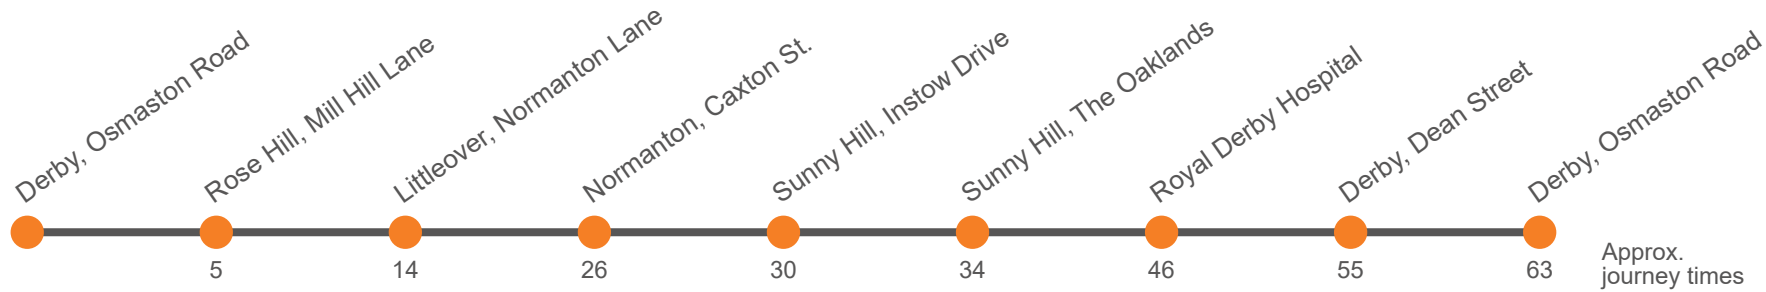 Derby, Osmaston Road
Rose Hill, Mill Hill Lane
Littleover, Normanton Lane
Normanton, Caxton St.
Sunny Hill, Instow Drive
Sunny Hill, The Oaklands
Royal Derby Hospital
Derby, Dean Street
Derby, Osmaston Road
5 14 26 30 34 46 55 63
Approx.
journey times